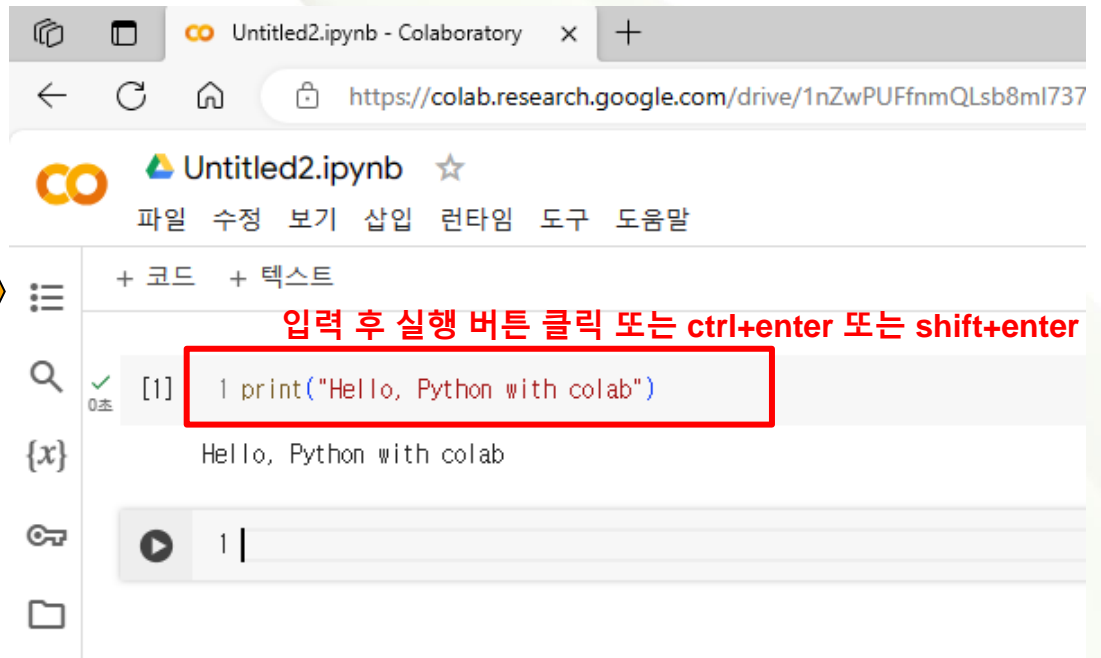 Untitled2.ipynb - Colaboratory
https://colab.research.google.com/drive/1nZwPUFfnmQLsb8ml737
CO Untitled2.ipynb
파일 수정 보기 삽입 런타임 도구 도움말
+ 코드 + 텍스트
입력 후 실행 버튼 클릭 또는 ctrl+enter 또는 shift+enter
[1] 1 print("Hello, Python with colab")
0초
{x}
Hello, Python with colab
1